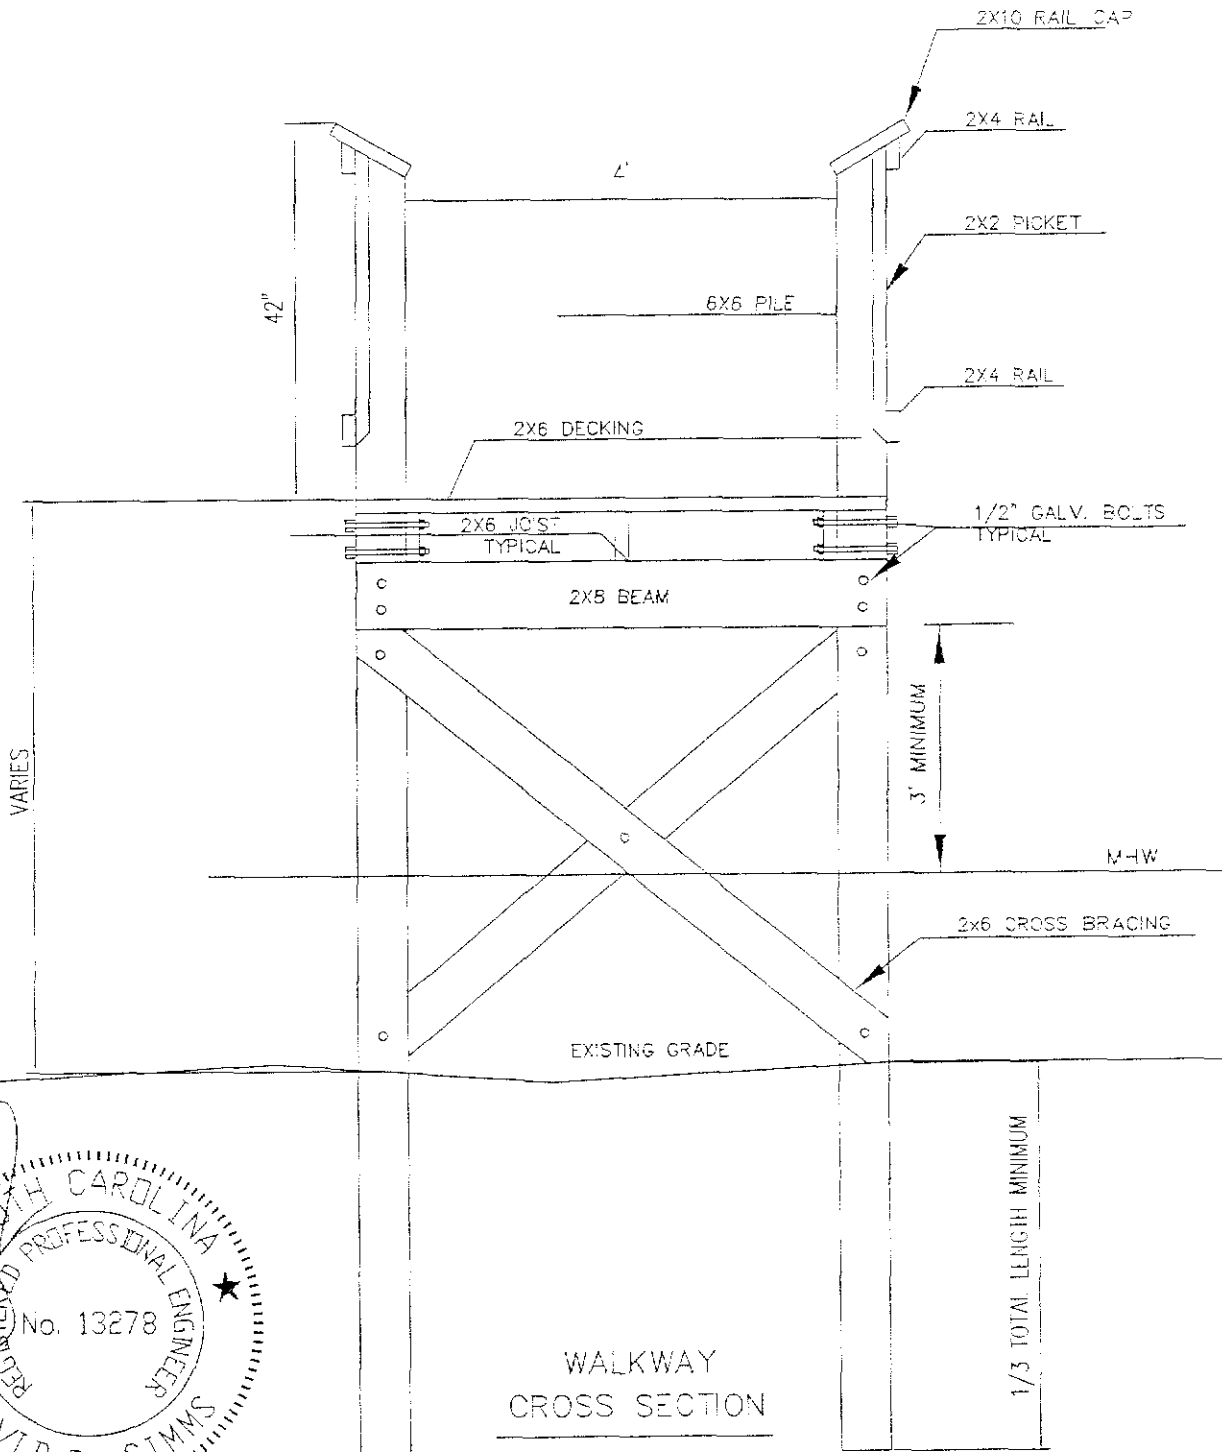 2X10 RAIL CAP
2X4 RAIL
4'
2X2 PICKET
42"
6X6 PILE
2X4 RAIL
2X6 DECKING
2X6 JOIST
TYPICAL
1/2" GALV. BOLTS
TYPICAL
2X8 BEAM
3' MINIMUM
VARIES
MHW
2x6 CROSS BRACING
EXISTING GRADE
1/3 TOTAL LENGTH MINIMUM
CAROLINA
PROFESSIONAL ENGINEER
No. 13278
SIMMS
WALKWAY
CROSS SECTION